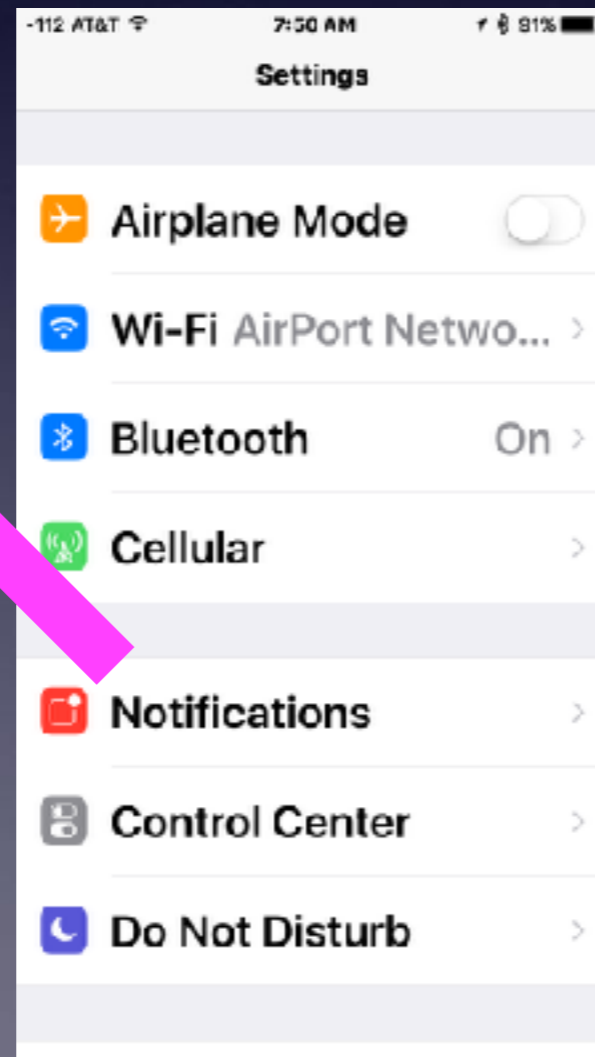 -112 AT&T 7:50 AM 81%
Settings
Airplane Mode
Wi-Fi AirPort Netwo...
Bluetooth On
Cellular
Notifications
Control Center
Do Not Disturb